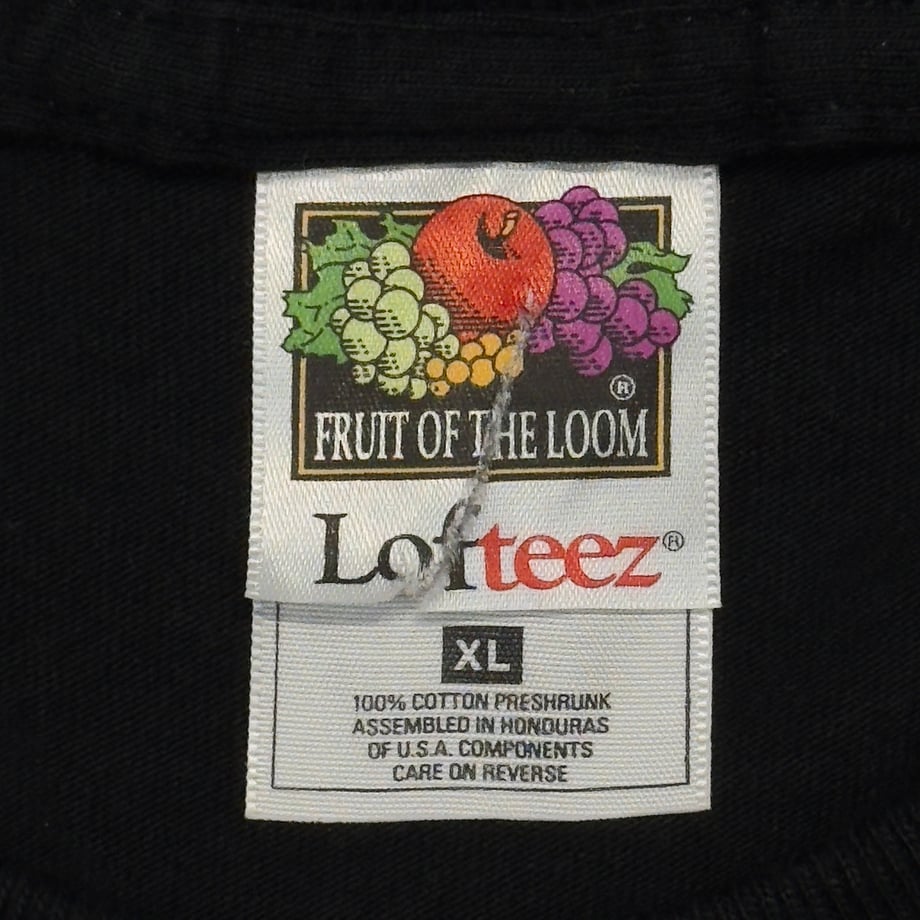 ®
FRUIT OF THE LOOM
Lofteez®
XL
100% COTTON PRESHRUNK
ASSEMBLED IN HONDURAS
OF U.S.A. COMPONENTS
CARE ON REVERSE